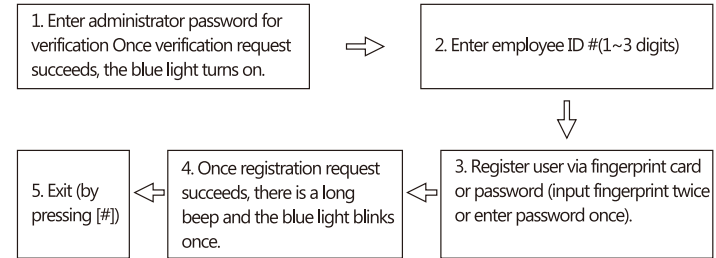 1. Enter administrator password for
verification Once verification request
succeeds, the blue light turns on.
2. Enter employee ID #(1~3 digits)
3. Register user via fingerprint card
or password (input fingerprint twice
or enter password once).
4. Once registration request
succeeds, there is a long
beep and the blue light blinks
once.
5. Exit (by
pressing [#])